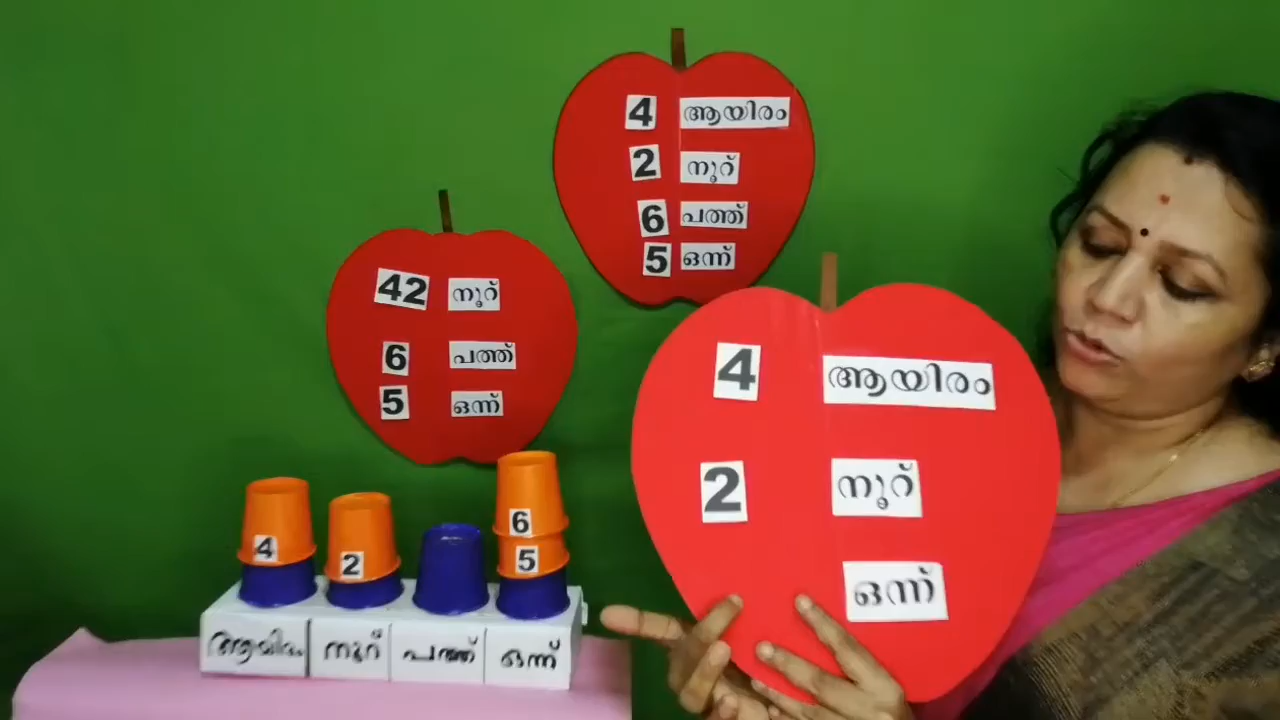 4 ആയിരം
2 നൂറ്
6 പത്ത്
5 ഒന്ന്
42 നൂറ്
6 പത്ത്
5 ഒന്ന്
4 ആയിരം
2 നൂറ്
ഒന്ന്
4 2 6
5
ആയിരം നൂറ് പത്ത് ഒന്ന്